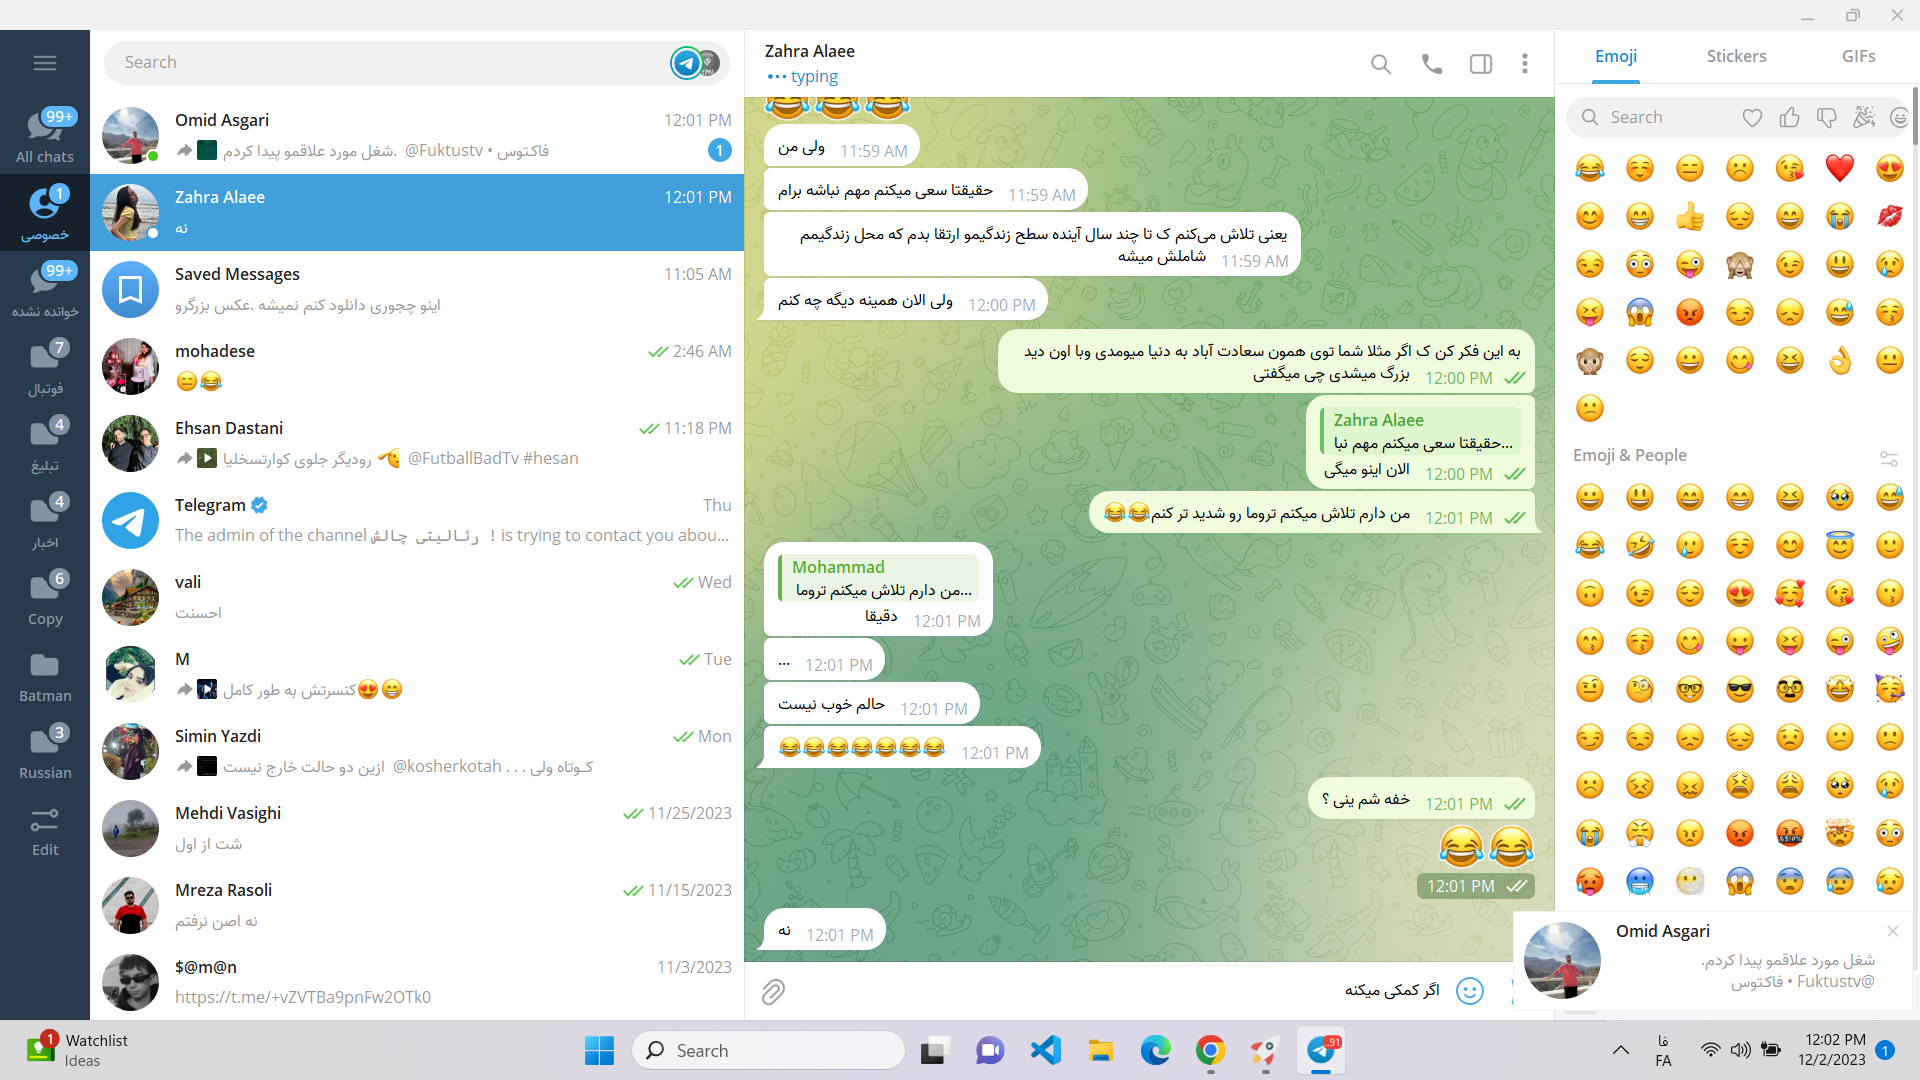 Search
99+
All chats
1
خصوصی
99+
خوانده نشده
7
فوتبال
4
تبلیغ
4
اخبار
6
Copy
Batman
3
Russian
Edit
Omid Asgari
12:01 PM
شغل مورد علاقمو پیدا کردم. @Fuktustv • فاکتوس
1
Zahra Alaee
12:01 PM
نه
Saved Messages
11:05 AM
اینو چجوری دانلود کنم نمیشه .عکس بزرگرو
mohadese
2:46 AM
😑😂
Ehsan Dastani
11:18 PM
رودیگر جلوی کوارتسخلیا 🫡 @FutballBadTv #hesan
Telegram
Thu
The admin of the channel رئالیتی چالش ! is trying to contact you abou...
vali
Wed
احسنت
M
Tue
کنسرتش به طور کامل😍😁
Simin Yazdi
Mon
ازین دو حالت خارج نیست @kosherkotah . . . کـوتاه ولی
Mehdi Vasighi
11/25/2023
شت از اول
Mreza Rasoli
11/15/2023
نه اصن نرفتم
$@m@n
11/3/2023
https://t.me/+vZVTBa9pnFw2OTk0
Zahra Alaee
typing
😂😂😂
ولی من 11:59 AM
حقیقتا سعی میکنم مهم نباشه برام 11:59 AM
یعنی تلاش می‌کنم ک تا چند سال آینده سطح زندگیمو ارتقا بدم که محل زندگیمم
شاملش میشه 11:59 AM
ولی الان همینه دیگه چه کنم 12:00 PM
به این فکر کن ک اگر مثلا شما توی همون سعادت آباد به دنیا میومدی وبا اون دید
بزرگ میشدی چی میگفتی 12:00 PM
Zahra Alaee
حقیقتا سعی میکنم مهم نبا...
الان اینو میگی 12:00 PM
من دارم تلاش میکنم تروما رو شدید تر کنم😂😂 12:01 PM
Mohammad
من دارم تلاش میکنم تروما...
دقیقا 12:01 PM
... 12:01 PM
حالم خوب نیست 12:01 PM
😂😂😂😂😂😂😂 12:01 PM
خفه شم ینی ؟ 12:01 PM
😂😂
12:01 PM
نه 12:01 PM
اگر کمکی میکنه
Emoji
Stickers
GIFs
Search
Emoji & People
Omid Asgari
شغل مورد علاقمو پیدا کردم.
@Fuktustv • فاکتوس
1
Watchlist
Ideas
Search
..91
فا
FA
12:02 PM
12/2/2023
1